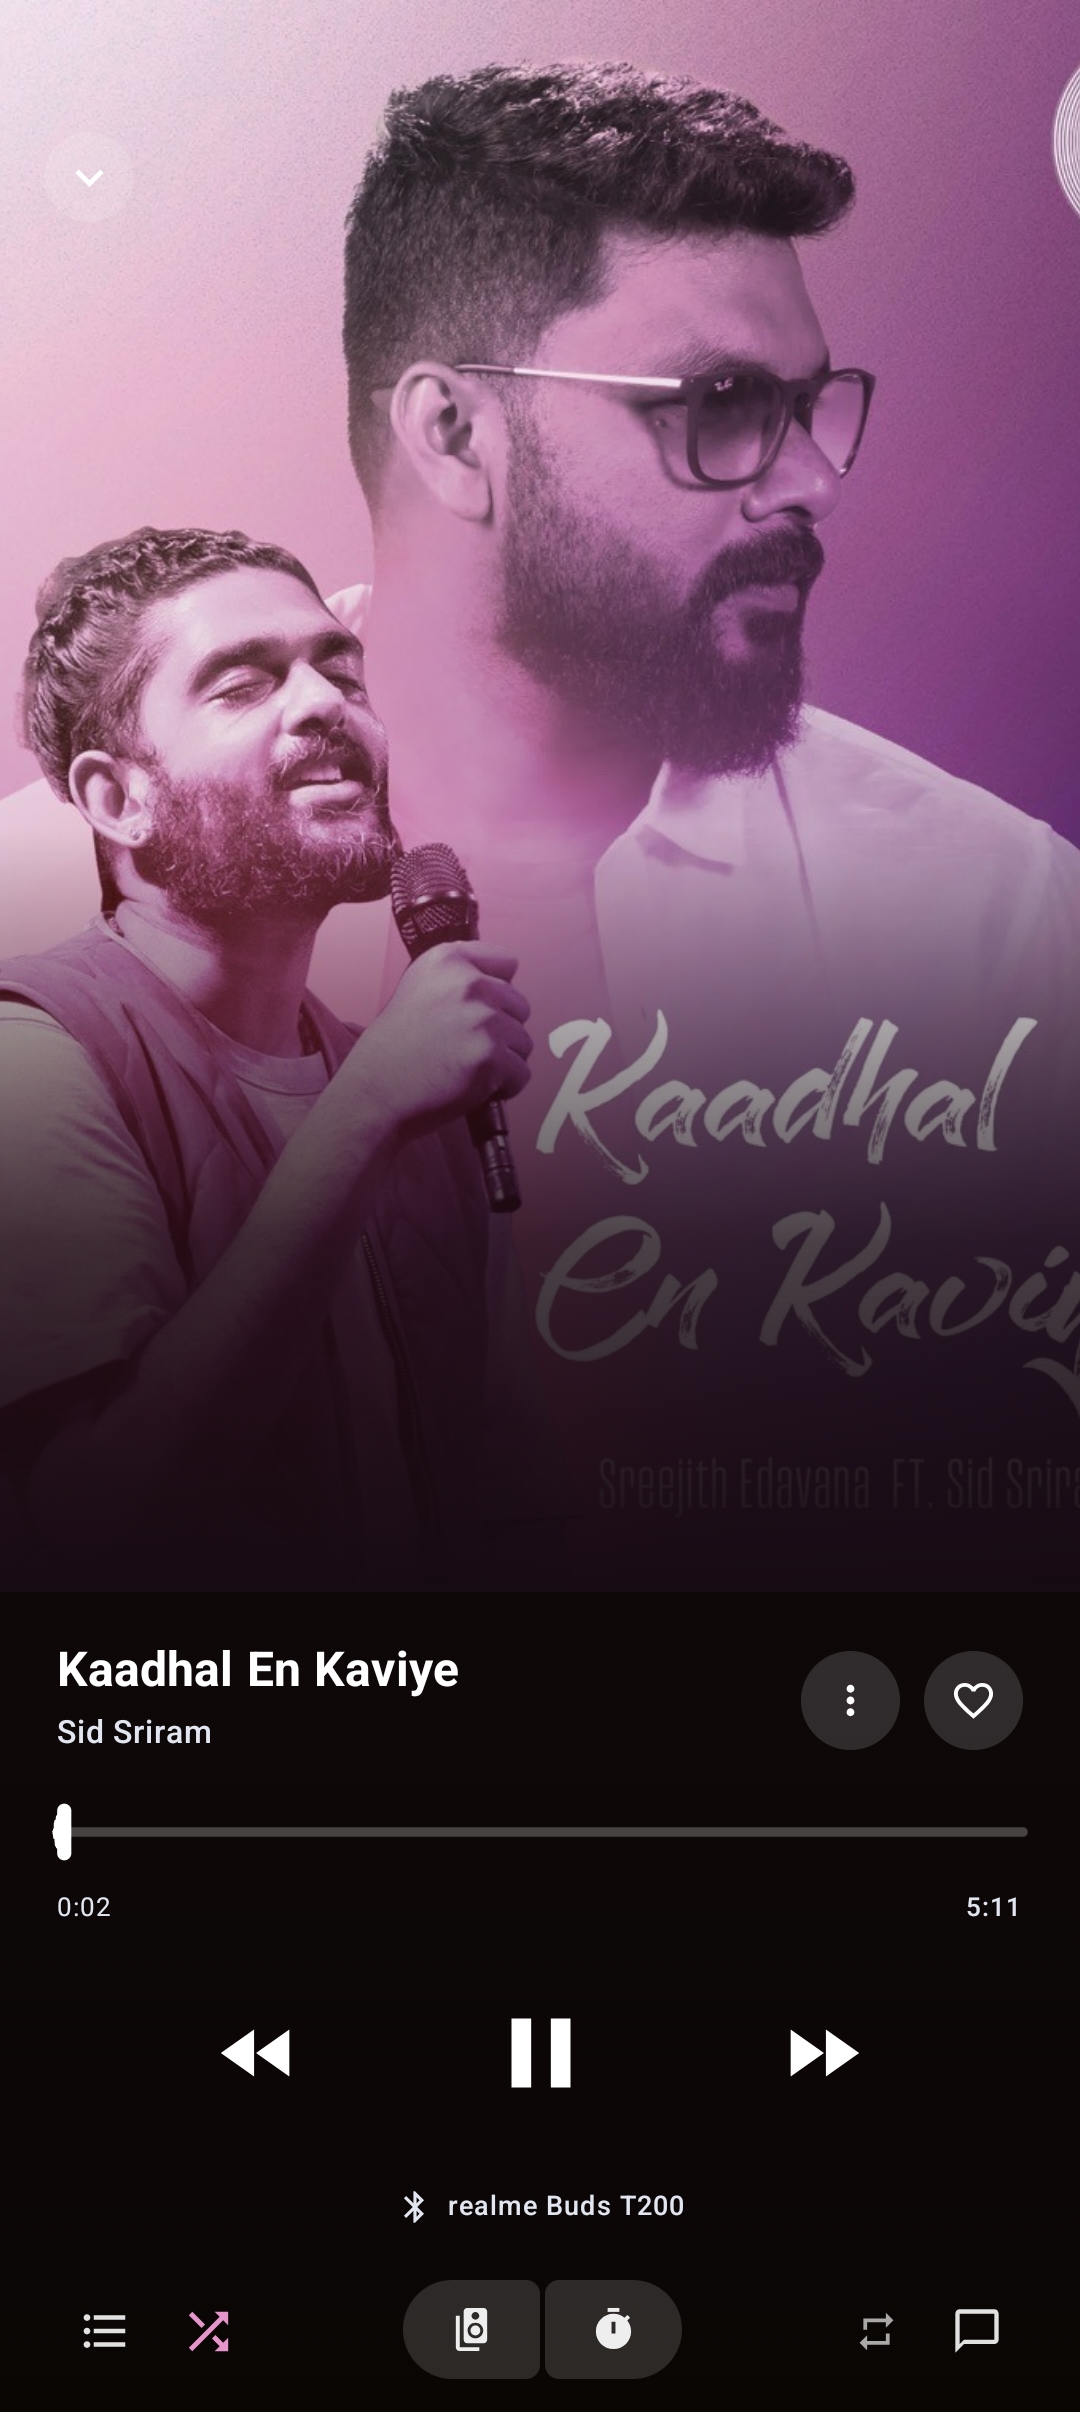 Kaadhal
En Kaviy
Sreejith Edavana FT. Sid Srira
Kaadhal En Kaviye
Sid Sriram
0:02
5:11
realme Buds T200